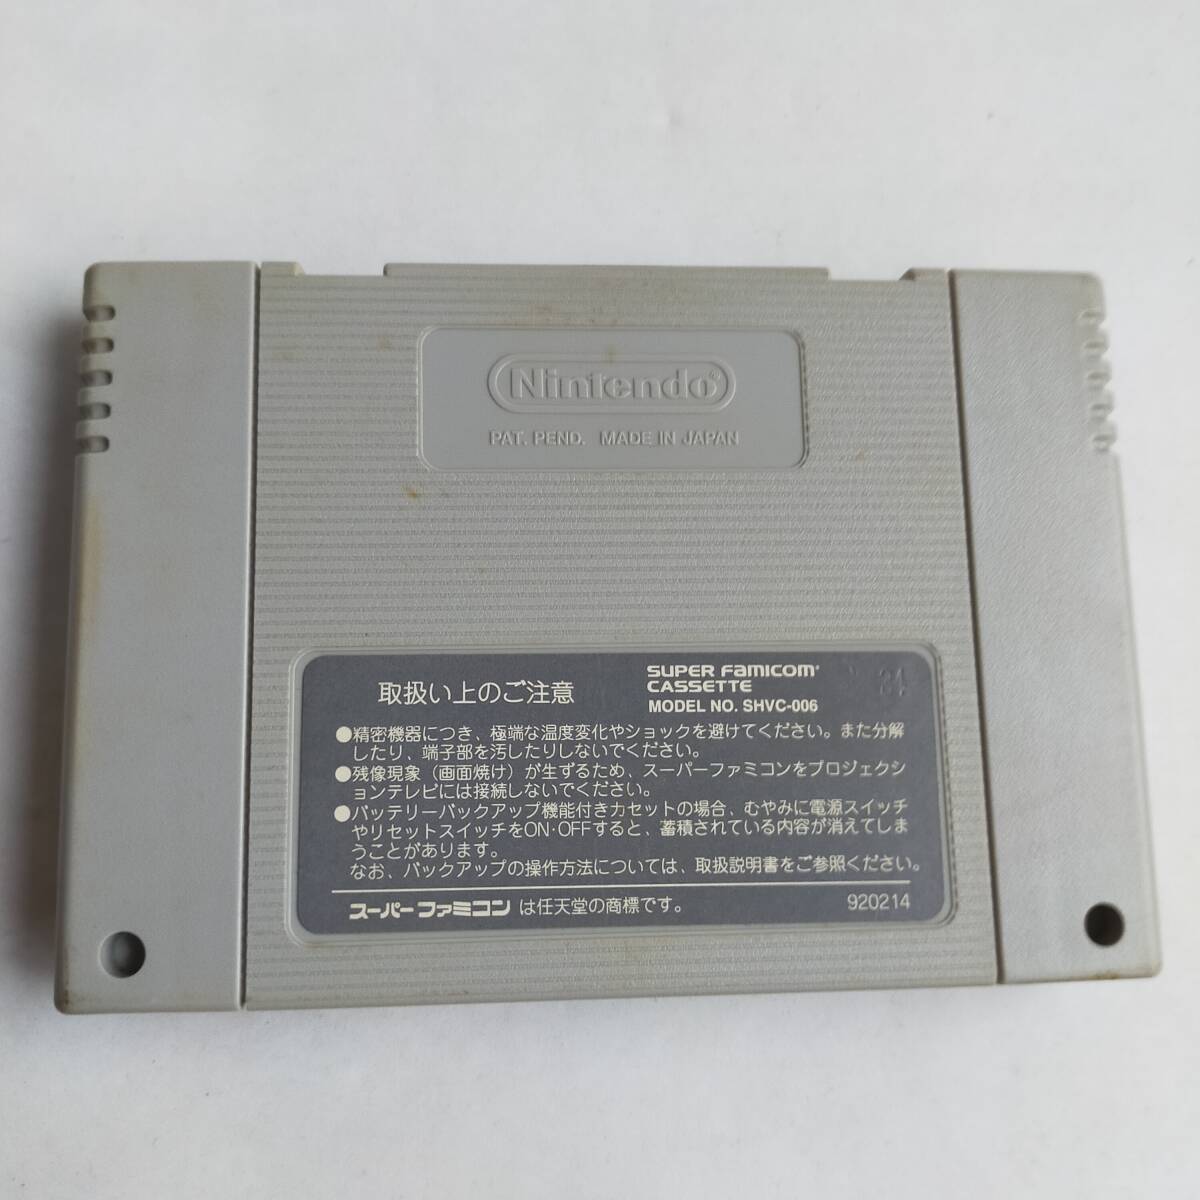 Nintendo
PAT. PEND. MADE IN JAPAN
取扱い上のご注意
SUPER FAMICOM
CASSETTE
MODEL NO. SHVC-006
●精密機器につき、極端な温度変化やショックを避けてください。また分解
したり、端子部を汚したりしないでください。
●残像現象（画面焼け）が生ずるため、スーパーファミコンをプロジェクシ
ョンテレビには接続しないでください。
●バッテリーバックアップ機能付きカセットの場合、むやみに電源スイッチ
やリセットスイッチをON・OFFすると、蓄積されている内容が消えてしま
うことがあります。
なお、バックアップの操作方法については、取扱説明書をご参照ください。
スーパーファミコン は任天堂の商標です。
920214